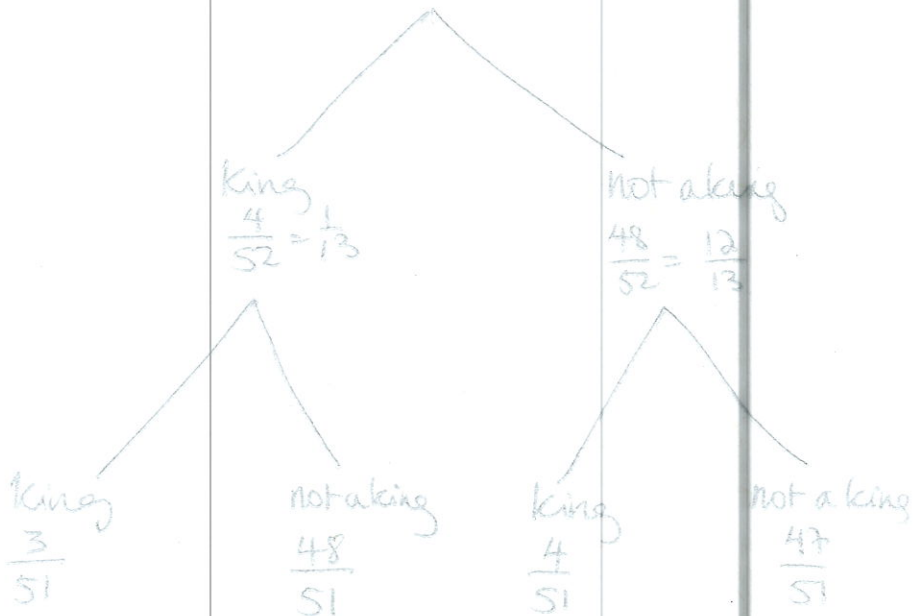 King not a king
4/52 = 1/13 48/52 = 12/13
King not a king king not a king
3/51 48/51 4/51 47/51